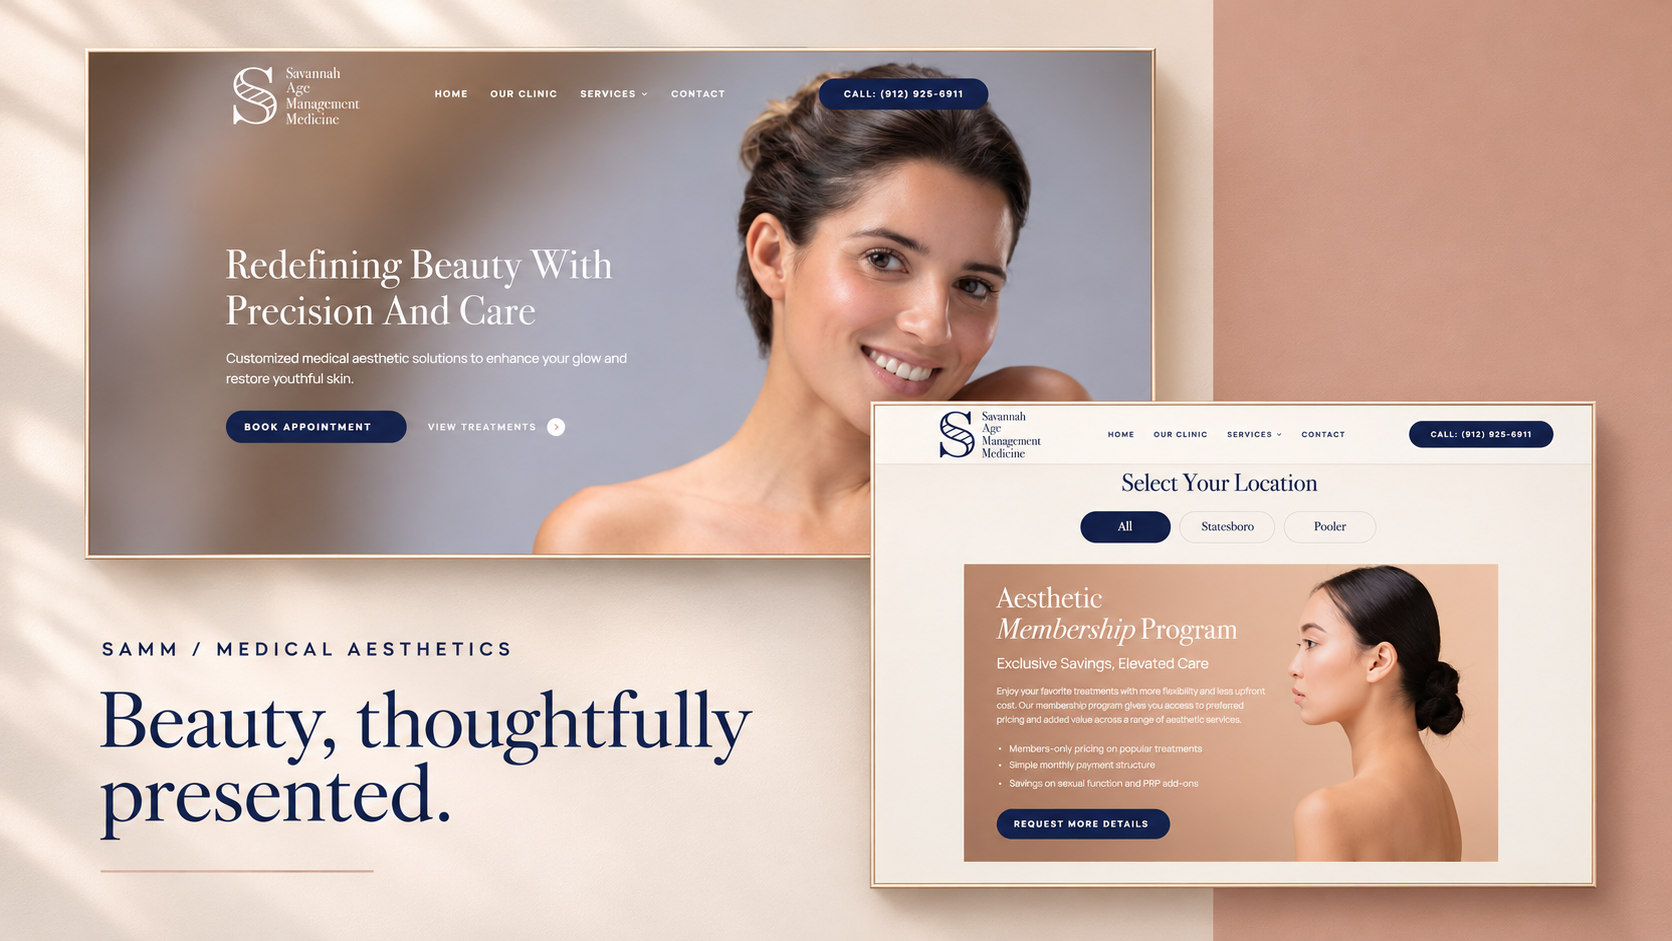 Savannah
Age
Management
Medicine
HOME
OUR CLINIC
SERVICES
CONTACT
CALL: (912) 925-6911
Redefining Beauty With
Precision And Care
Customized medical aesthetic solutions to enhance your glow and
restore youthful skin.
BOOK APPOINTMENT
VIEW TREATMENTS
Savannah
Age
Management
Medicine
HOME
OUR CLINIC
SERVICES
CONTACT
CALL: (912) 925-6911
Select Your Location
All
Statesboro
Pooler
Aesthetic
Membership Program
Exclusive Savings, Elevated Care
Enjoy your favorite treatments with more flexibility and less upfront
cost. Our membership program gives you access to preferred
pricing and added value across a range of aesthetic services.
• Members-only pricing on popular treatments
• Simple monthly payment structure
• Savings on sexual function and PRP add-ons
REQUEST MORE DETAILS
SAMM / MEDICAL AESTHETICS
Beauty, thoughtfully
presented.